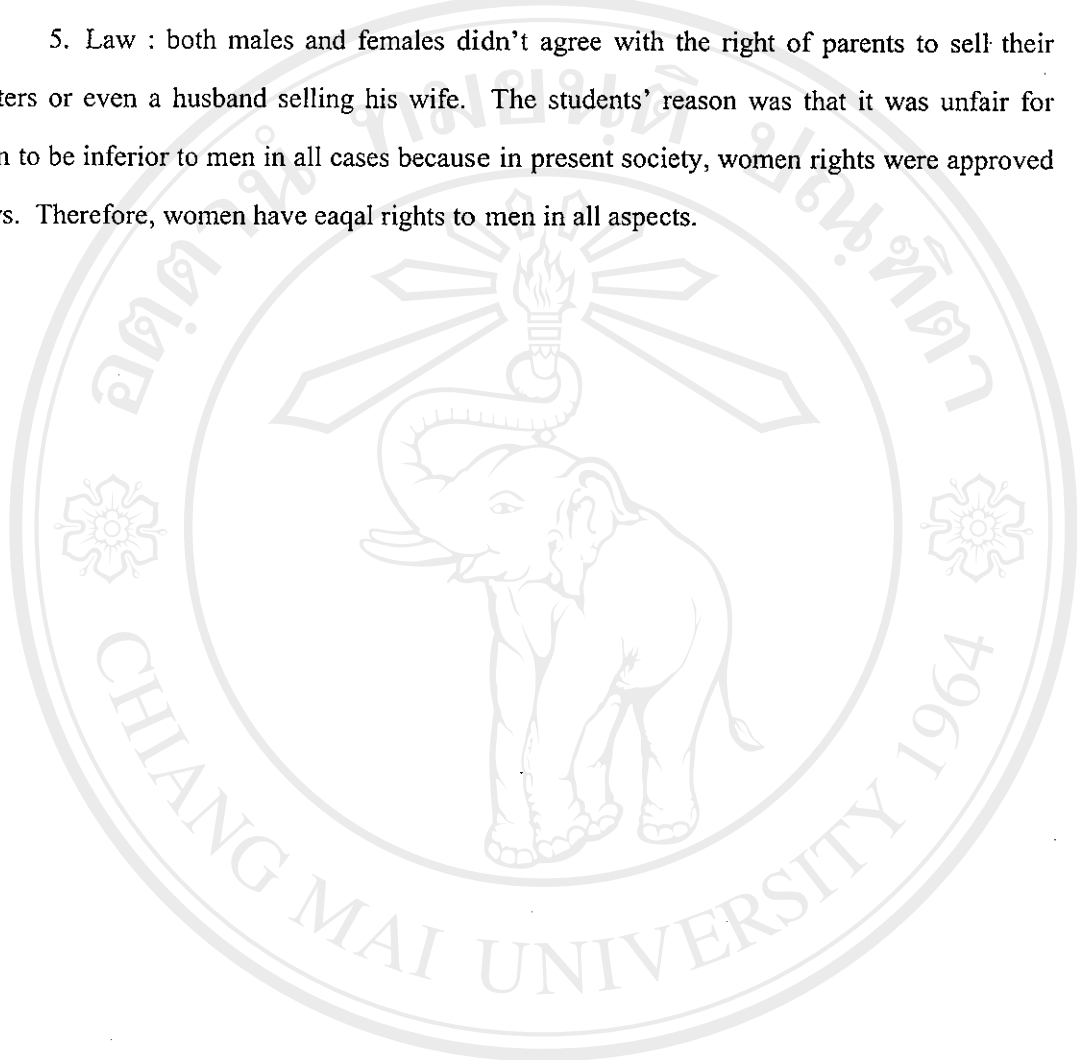 5. Law : both males and females didn't agree with the right of parents to sell their
ters or even a husband selling his wife. The students' reason was that it was unfair for
n to be inferior to men in all cases because in present society, women rights were approved
s. Therefore, women have eaqal rights to men in all aspects.
CHIANG MAI UNIVERSITY 1964